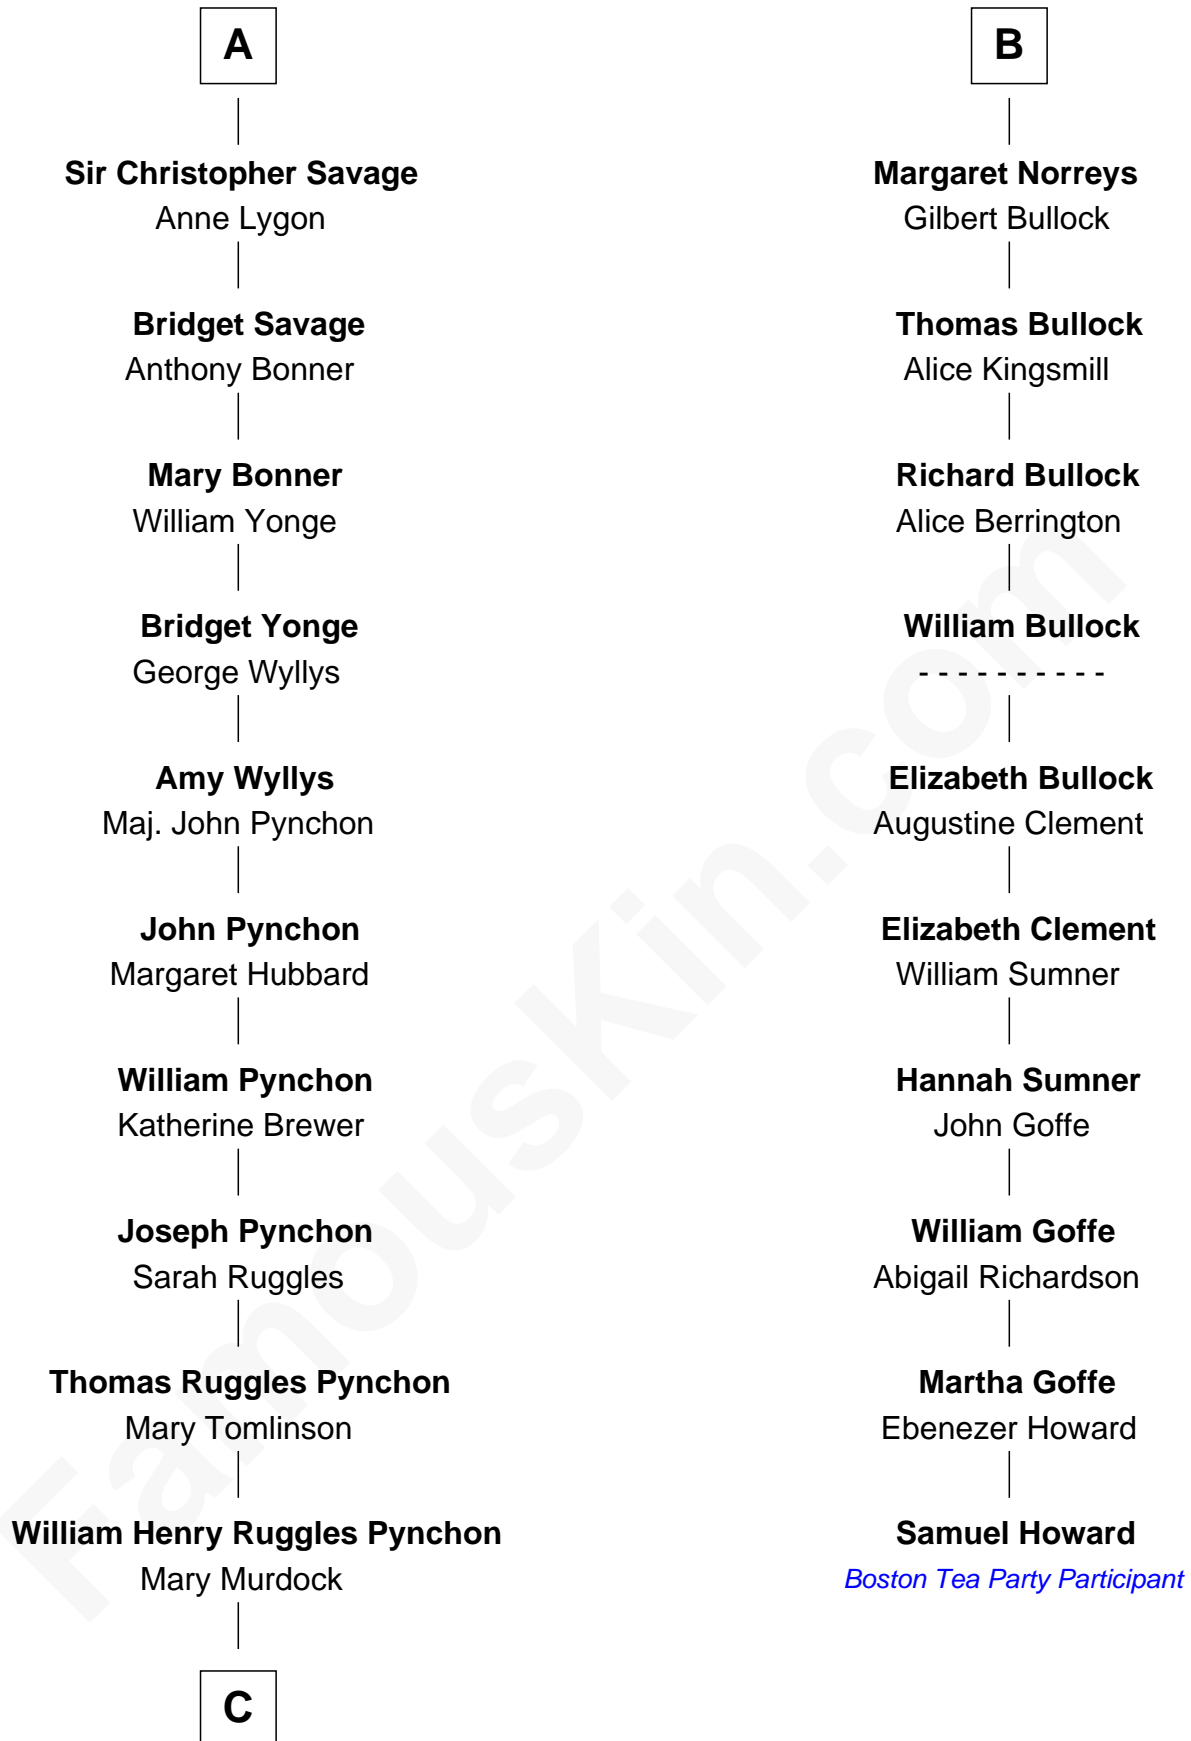 A
Sir Christopher Savage
Anne Lygon
Bridget Savage
Anthony Bonner
Mary Bonner
William Yonge
Bridget Yonge
George Wyllys
Amy Wyllys
Maj. John Pynchon
John Pynchon
Margaret Hubbard
William Pynchon
Katherine Brewer
Joseph Pynchon
Sarah Ruggles
Thomas Ruggles Pynchon
Mary Tomlinson
William Henry Ruggles Pynchon
Mary Murdock
C
B
Margaret Norreys
Gilbert Bullock
Thomas Bullock
Alice Kingsmill
Richard Bullock
Alice Berrington
William Bullock
- - - - - - - - - -
Elizabeth Bullock
Augustine Clement
Elizabeth Clement
William Sumner
Hannah Sumner
John Goffe
William Goffe
Abigail Richardson
Martha Goffe
Ebenezer Howard
Samuel Howard
Boston Tea Party Participant
FamousKin.com